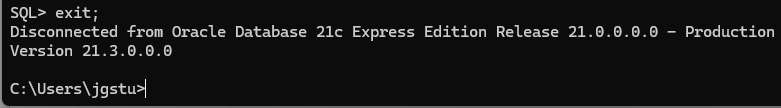 SQL> exit;
Disconnected from Oracle Database 21c Express Edition Release 21.0.0.0.0 - Production
Version 21.3.0.0.0
C:\Users\jgstu>